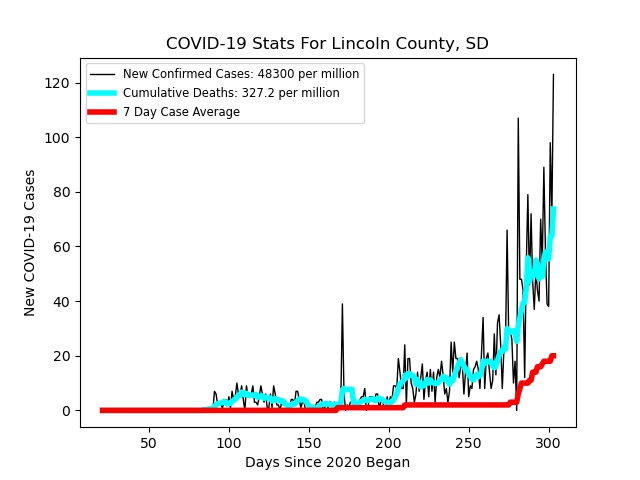 COVID-19 Stats For Lincoln County, SD
New Confirmed Cases: 48300 per million
Cumulative Deaths: 327.2 per million
7 Day Case Average
120
100
80
60
40
20
0
New COVID-19 Cases
50 100 150 200 250 300
Days Since 2020 Began